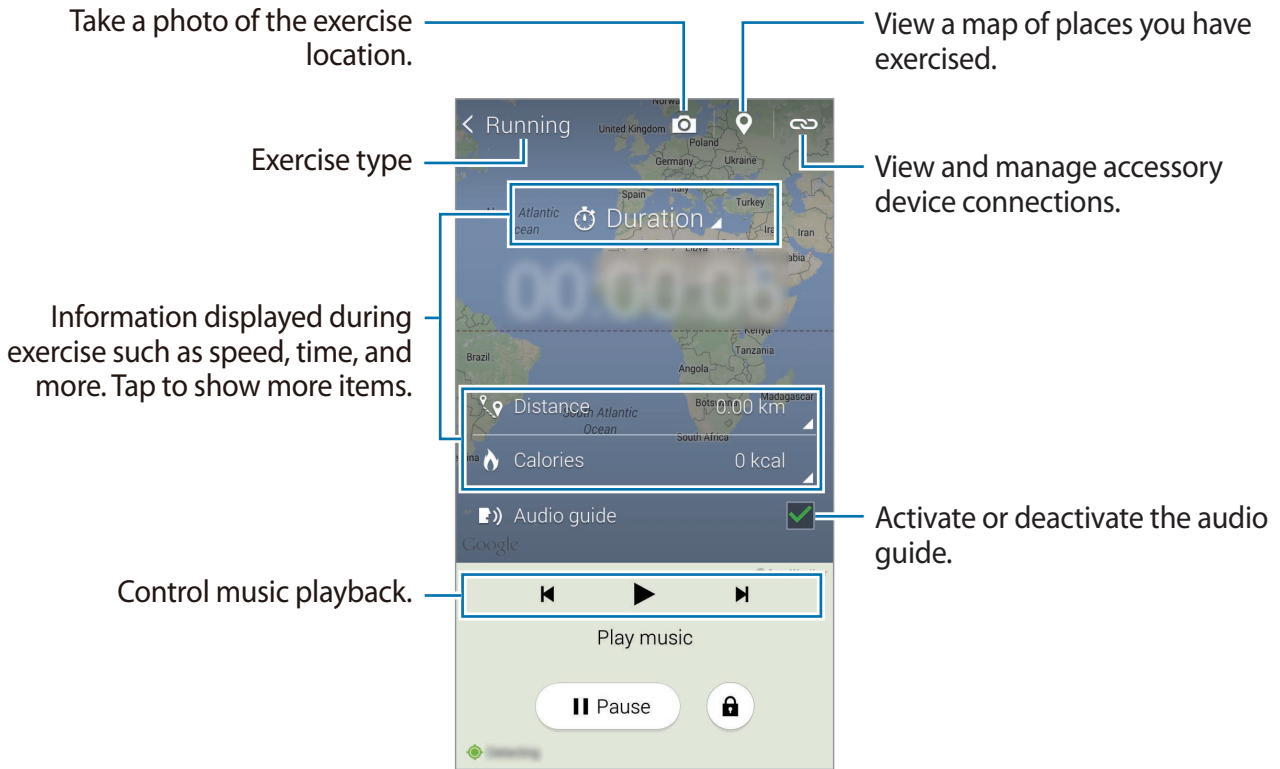 Take a photo of the exercise
location.
View a map of places you have
exercised.
Running
Exercise type
View and manage accessory
device connections.
United Kingdom
Poland
Germany
Ukraine
Spain
Italy
Turkey
Atlantic
Iran
Duration
Libya
Information displayed during
exercise such as speed, time, and
more. Tap to show more items.
Kenya
Tanzania
Brazil
Angola
Madagascar
Distance
0.00 km
South Atlantic
Ocean
South Africa
Calories
0 kcal
Audio guide
Activate or deactivate the audio
guide.
Google
Control music playback.
Play music
Pause